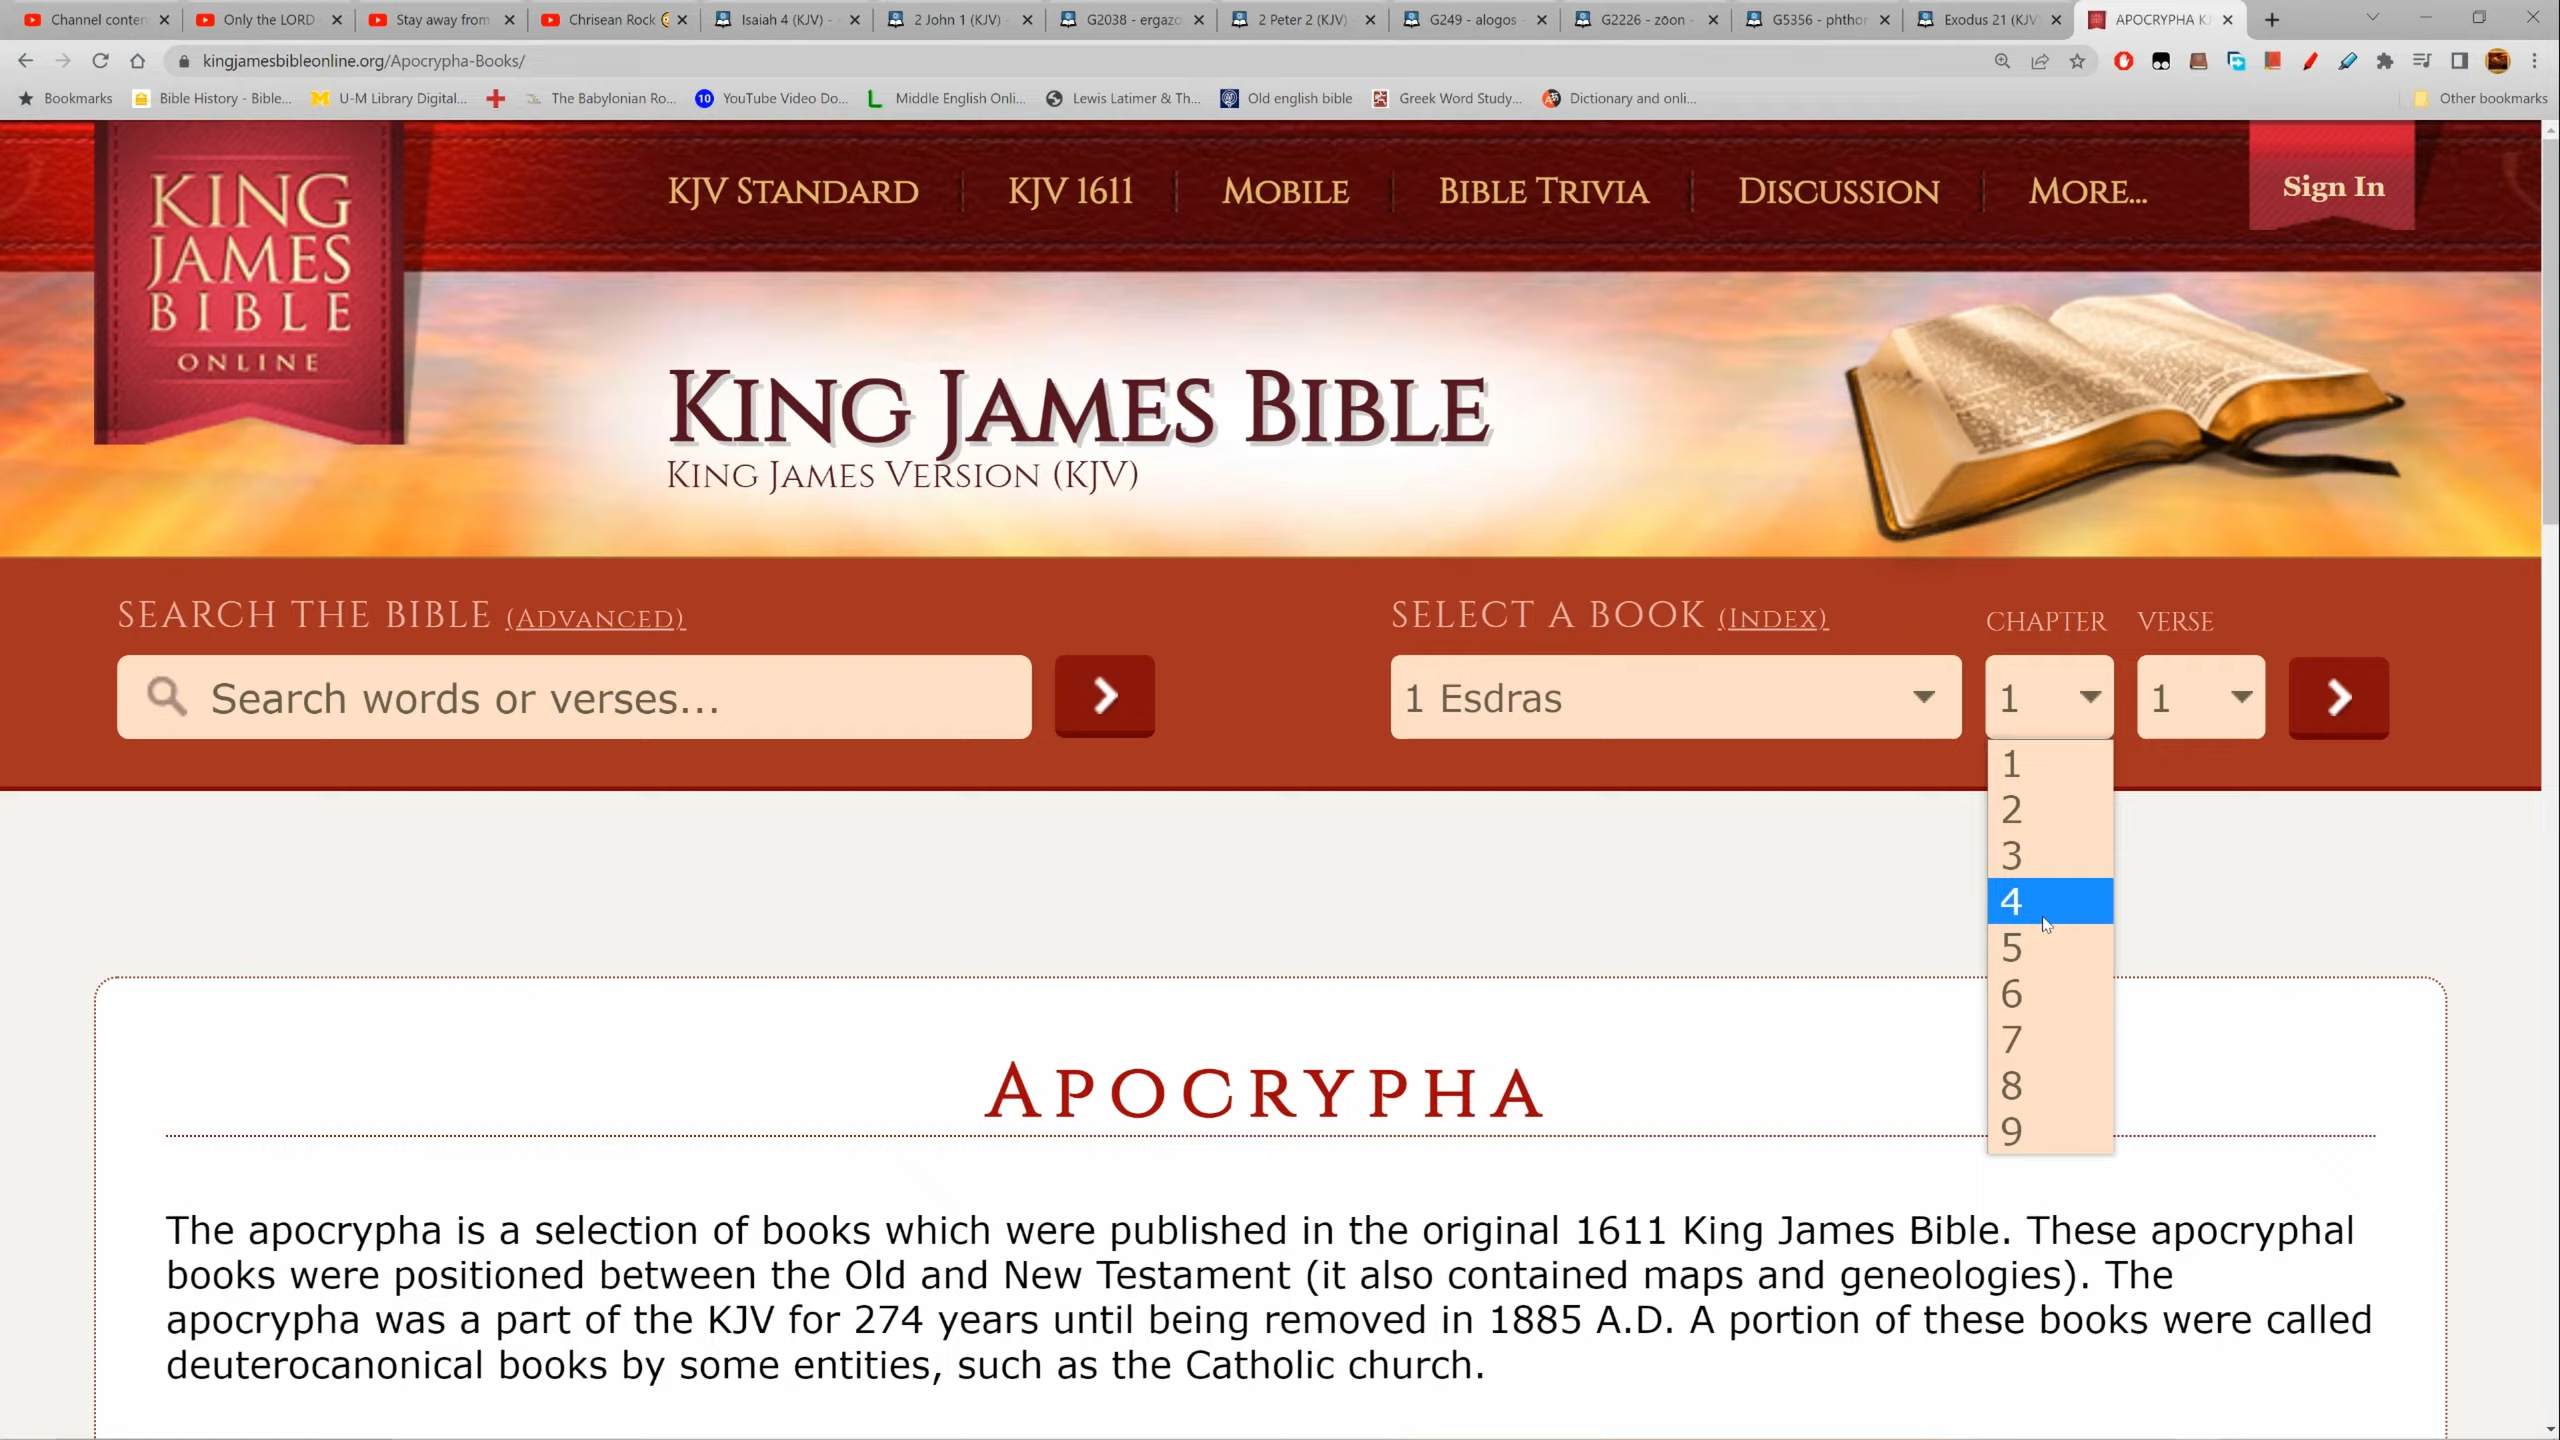 Channel conten
Only the LORD
Stay away from
Chrisean Rock
Isaiah 4 (KJV) -
2 John 1 (KJV) -
G2038 - ergazo
2 Peter 2 (KJV)
G249 - alogos
G2226 - zōon -
G5356 - phthor
Exodus 21 (KJV
APOCRYPHA KJ
kingjamesbibleonline.org/Apocrypha-Books/
Bookmarks
Bible History - Bible...
U-M Library Digital...
The Babylonian Ro...
10 YouTube Video Do...
Middle English Onli...
Lewis Latimer & Th...
Old english bible
Greek Word Study...
Dictionary and onli...
Other bookmarks
KING
JAMES
BIBLE
ONLINE
KJV STANDARD
KJV 1611
MOBILE
BIBLE TRIVIA
DISCUSSION
MORE...
Sign In
KING JAMES BIBLE
KING JAMES VERSION (KJV)
SEARCH THE BIBLE (ADVANCED)
Search words or verses...
SELECT A BOOK (INDEX)
CHAPTER
VERSE
1 Esdras
1
1
1
2
3
4
5
6
7
8
9
APOCRYPHA
The apocrypha is a selection of books which were published in the original 1611 King James Bible. These apocryphal
books were positioned between the Old and New Testament (it also contained maps and geneologies). The
apocrypha was a part of the KJV for 274 years until being removed in 1885 A.D. A portion of these books were called
deuterocanonical books by some entities, such as the Catholic church.